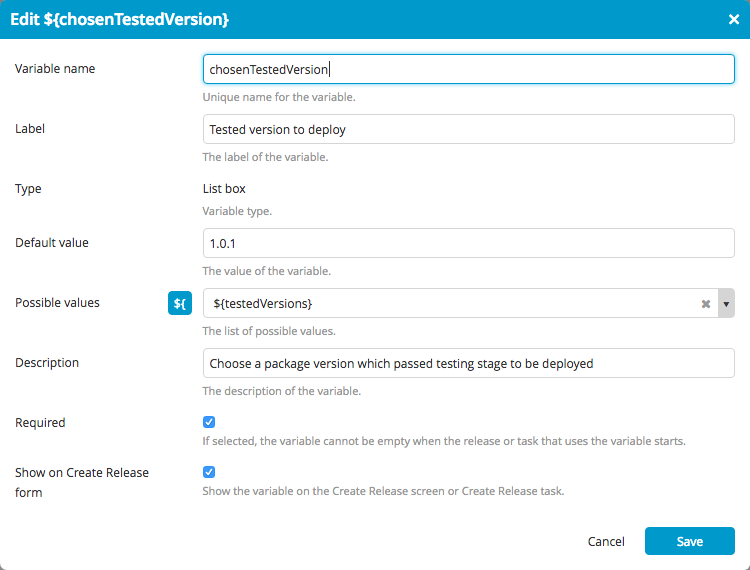 Edit ${chosenTestedVersion}
Variable name
chosenTestedVersion
Unique name for the variable.
Label
Tested version to deploy
The label of the variable.
Type
List box
Variable type.
Default value
1.0.1
The value of the variable.
Possible values
${
${testedVersions}
The list of possible values.
Description
Choose a package version which passed testing stage to be deployed
The description of the variable.
Required
If selected, the variable cannot be empty when the release or task that uses the variable starts.
Show on Create Release
form
Show the variable on the Create Release screen or Create Release task.
Cancel
Save